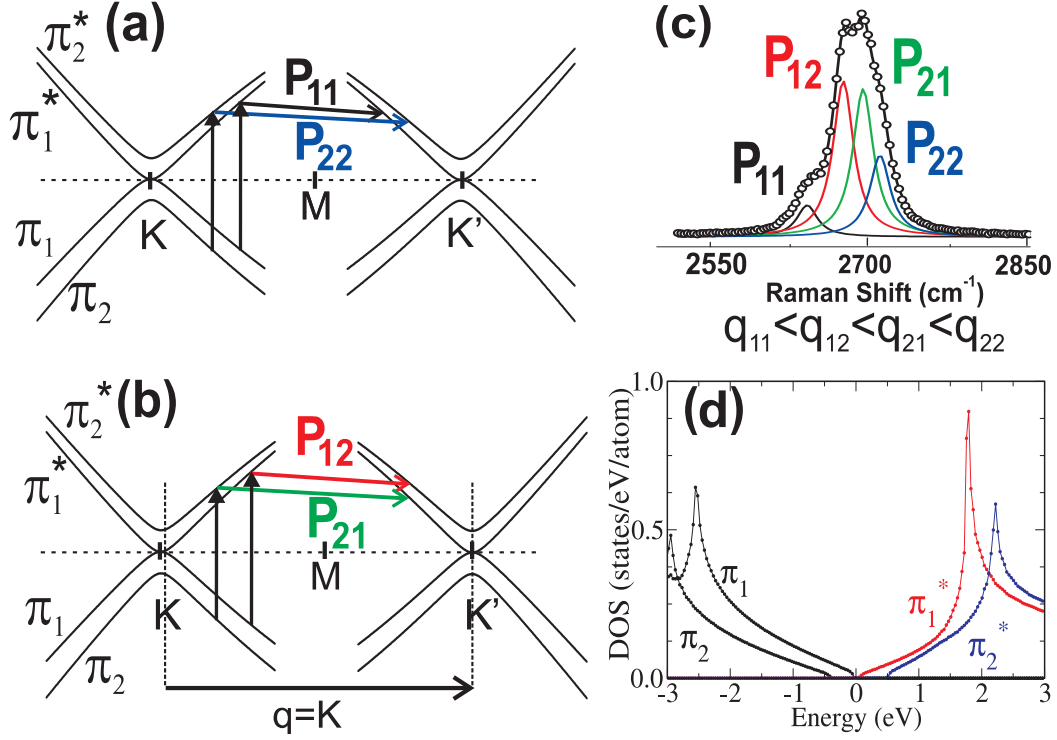 (a)
π₂*
π₁*
π₁
π₂
P₁₁
P₂₂
K
M
K'
(b)
π₂*
π₁*
π₁
π₂
P₁₂
P₂₁
K
M
K'
q=K
(c)
P₁₂
P₂₁
P₁₁
P₂₂
2550 2700 2850
Raman Shift (cm⁻¹)
q₁₁<q₁₂<q₂₁<q₂₂
(d)
DOS (states/eV/atom)
1.0
0.5
0.0
π₁
π₂
π₁*
π₂*
-3 -2 -1 0 1 2 3
Energy (eV)